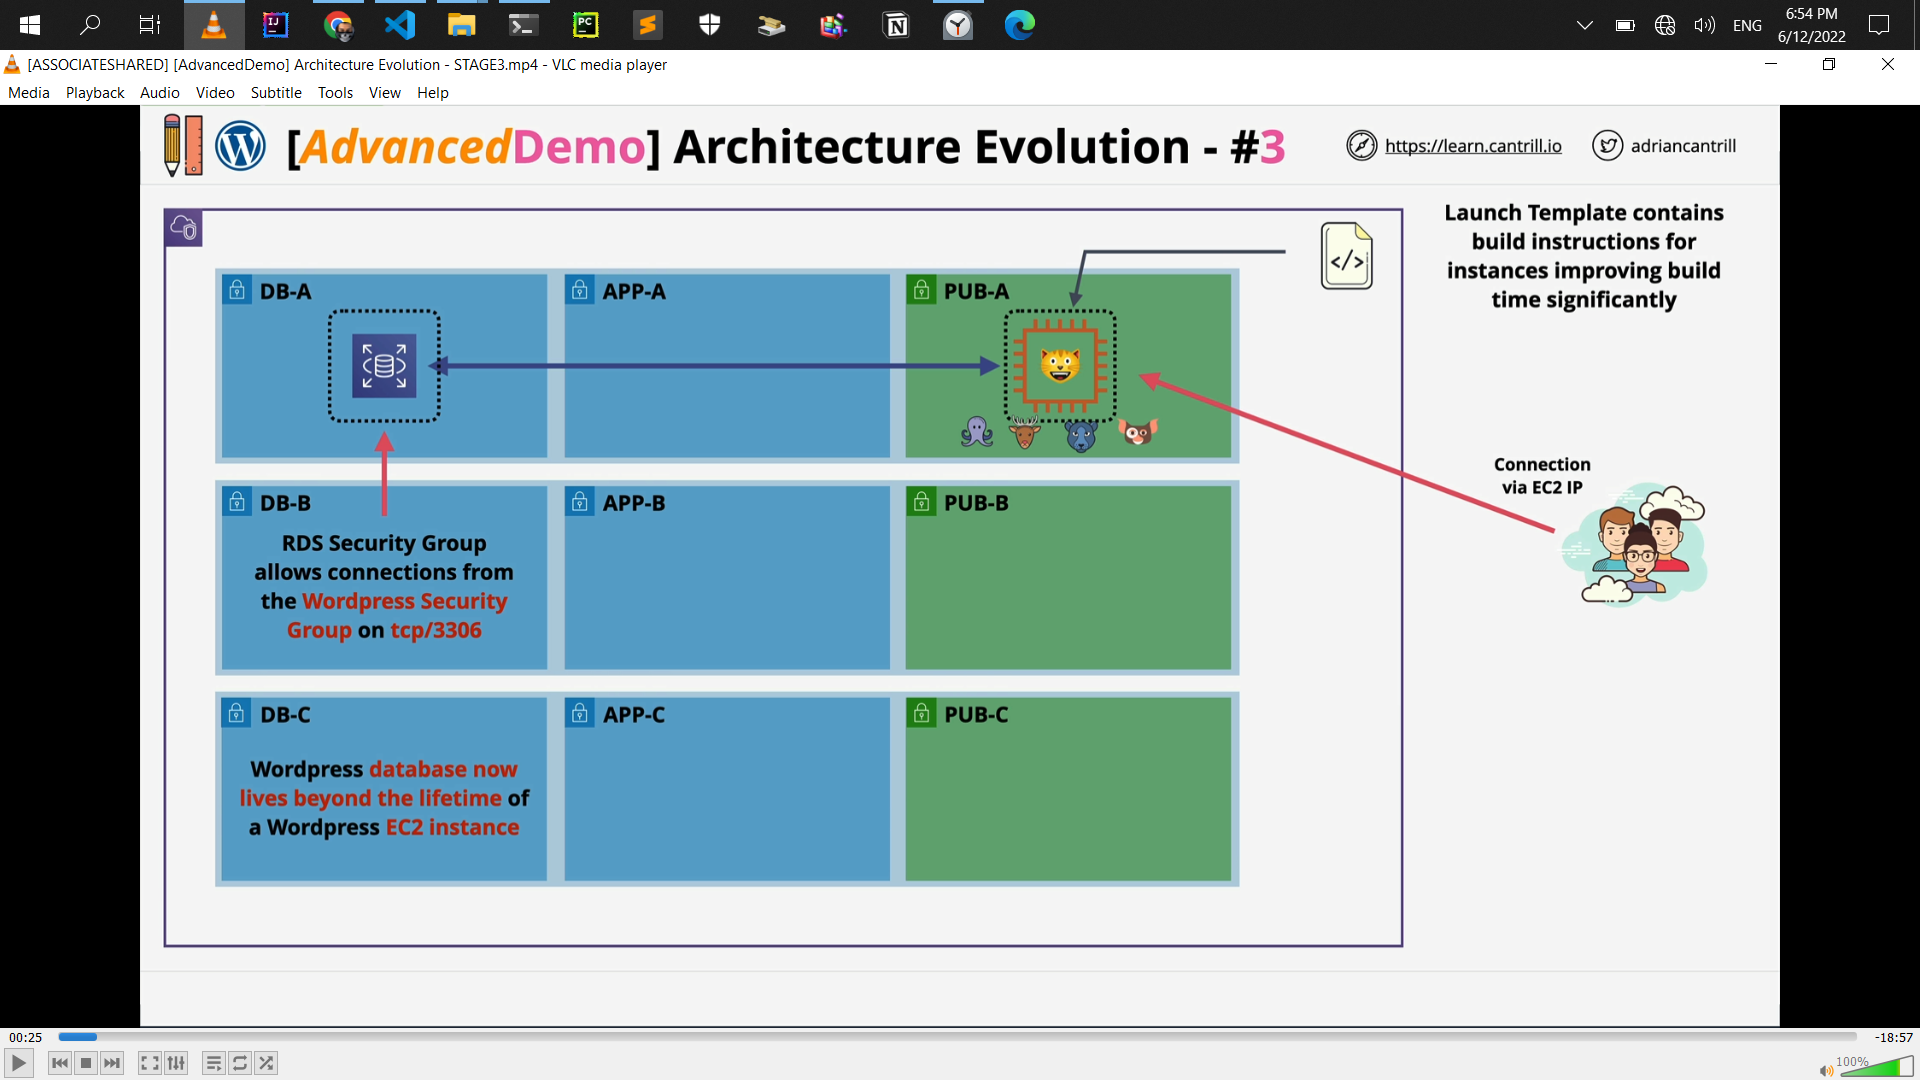 ENG
6:54 PM
6/12/2022
[ASSOCIATESHARED] [AdvancedDemo] Architecture Evolution - STAGE3.mp4 - VLC media player
Media Playback Audio Video Subtitle Tools View Help
[AdvancedDemo] Architecture Evolution - #3
https://learn.cantrill.io
adriancantrill
Launch Template contains
build instructions for
instances improving build
time significantly
</>
DB-A
APP-A
PUB-A
Connection
via EC2 IP
DB-B
APP-B
PUB-B
RDS Security Group
allows connections from
the Wordpress Security
Group on tcp/3306
DB-C
APP-C
PUB-C
Wordpress database now
lives beyond the lifetime of
a Wordpress EC2 instance
00:25
-18:57
100%